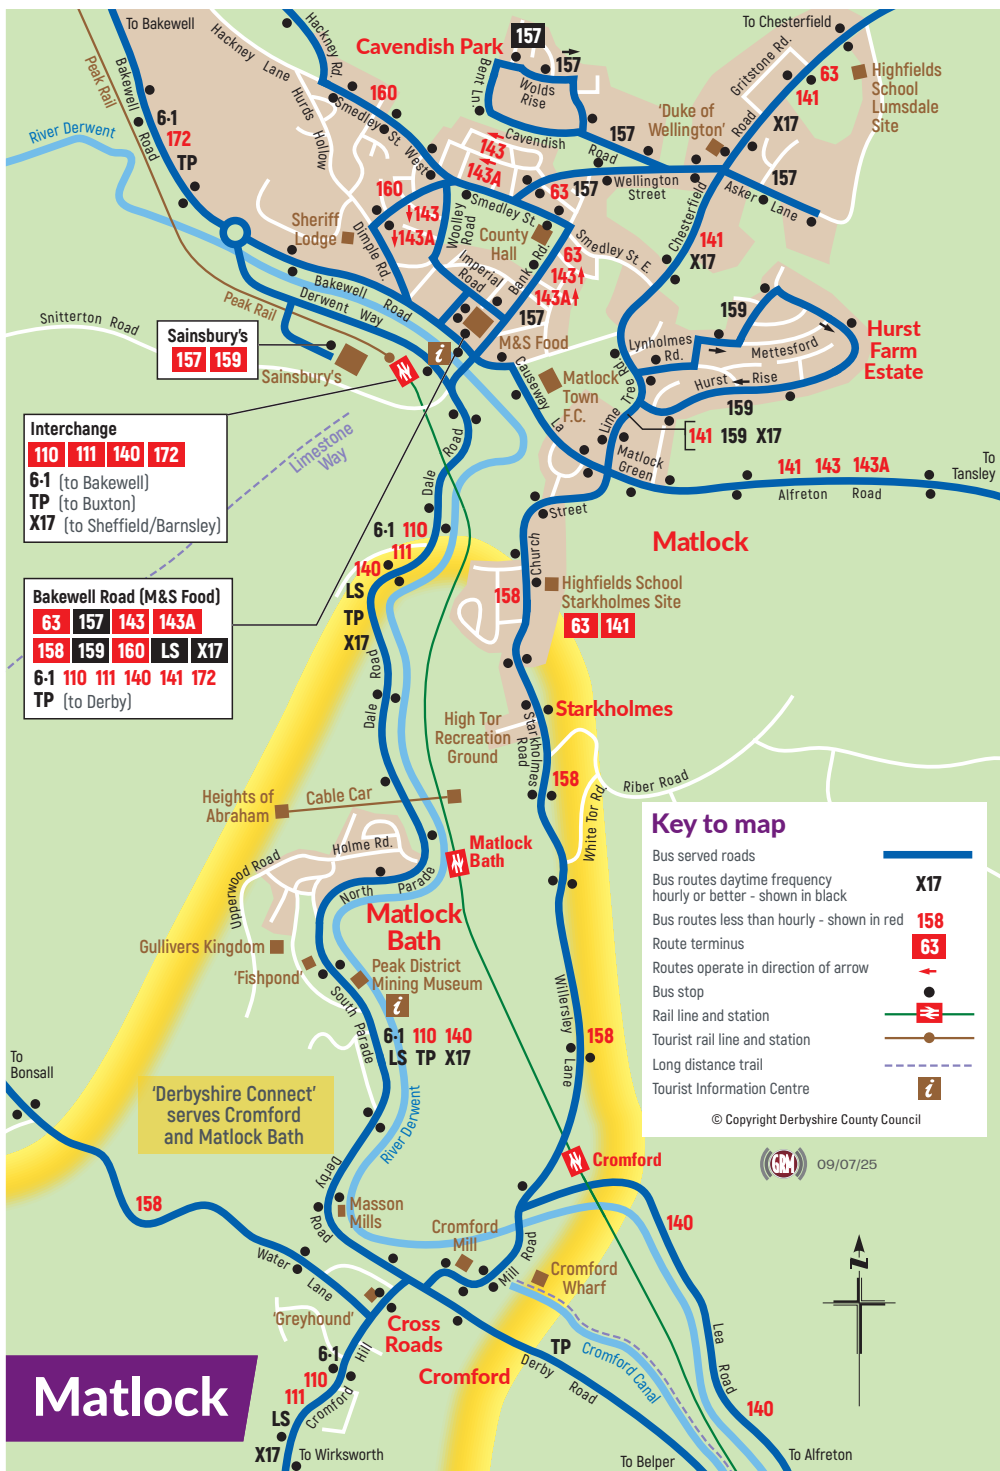 To Bakewell
Hackney Rd.
Hackney Lane
Cavendish Park
157
157
To Chesterfield
Gritstone Rd.
63
141
Highfields
School
Lumsdale
Site
Peak Rail
Bakewell
Road
Hurds
Hollow
160
Smedley St. West
Bent Ln.
Wolds
Rise
'Duke of
Wellington'
Road
X17
6·1
172
TP
River Derwent
143
143A
Cavendish
Road
157
157
Asker
Lane
160
63
157
Wellington
Street
Chesterfield
Smedley St.
Sheriff
Lodge
143
143A
Dimple Rd.
Woolley
Road
County
Hall
Smedley St E.
141
X17
Imperial
Road
Bank Rd.
63
143
143A
157
Bakewell
Road
Derwent Way
Peak Rail
Snitterton Road
Sainsbury's
157 159
Sainsbury's
i
M&S Food
159
Lynholmes
Rd.
Mettesford
Hurst
Farm
Estate
Hurst
Rise
159
Causeway
La
Matlock
Town
F.C.
Lime Tree Rd.
141 159 X17
Matlock
Green
To
Tansley
141 143 143A
Alfreton Road
Interchange
110 111 140 172
6·1 (to Bakewell)
TP (to Buxton)
X17 (to Sheffield/Barnsley)
Limestone
Way
Dale
Road
Street
Church
Matlock
6·1 110
111
140
LS
TP
X17
158
Highfields School
Starkholmes Site
63 141
Bakewell Road (M&S Food)
63 157 143 143A
158 159 160 LS X17
6·1 110 111 140 141 172
TP (to Derby)
Dale
Road
High Tor
Recreation
Ground
Starkholmes
Road
Starkholmes
158
Riber Road
White Tor Rd.
Heights of
Abraham
Cable Car
Holme Rd.
Upperwood Road
North
Parade
Matlock
Bath
Matlock
Bath
Gullivers Kingdom
'Fishpond'
Peak District
Mining Museum
i
South
Parade
6·1 110 140
LS TP X17
Willersley
Lane
158
Key to map
Bus served roads
Bus routes daytime frequency
hourly or better - shown in black
X17
Bus routes less than hourly - shown in red
158
Route terminus
63
Routes operate in direction of arrow
Bus stop
Rail line and station
Tourist rail line and station
Long distance trail
Tourist Information Centre
i
© Copyright Derbyshire County Council
GRM
09/07/25
To
Bonsall
'Derbyshire Connect'
serves Cromford
and Matlock Bath
River Derwent
Derby
Road
Cromford
158
Masson
Mills
Water
Lane
Cromford
Mill
Mill
Road
Cromford
Wharf
140
'Greyhound'
Cross
Roads
Cromford
6·1
110
111
LS
X17
Cromford
Hill
To Wirksworth
TP
Derby
Road
Cromford Canal
Lea
Road
140
To Belper
To Alfreton
N
Matlock